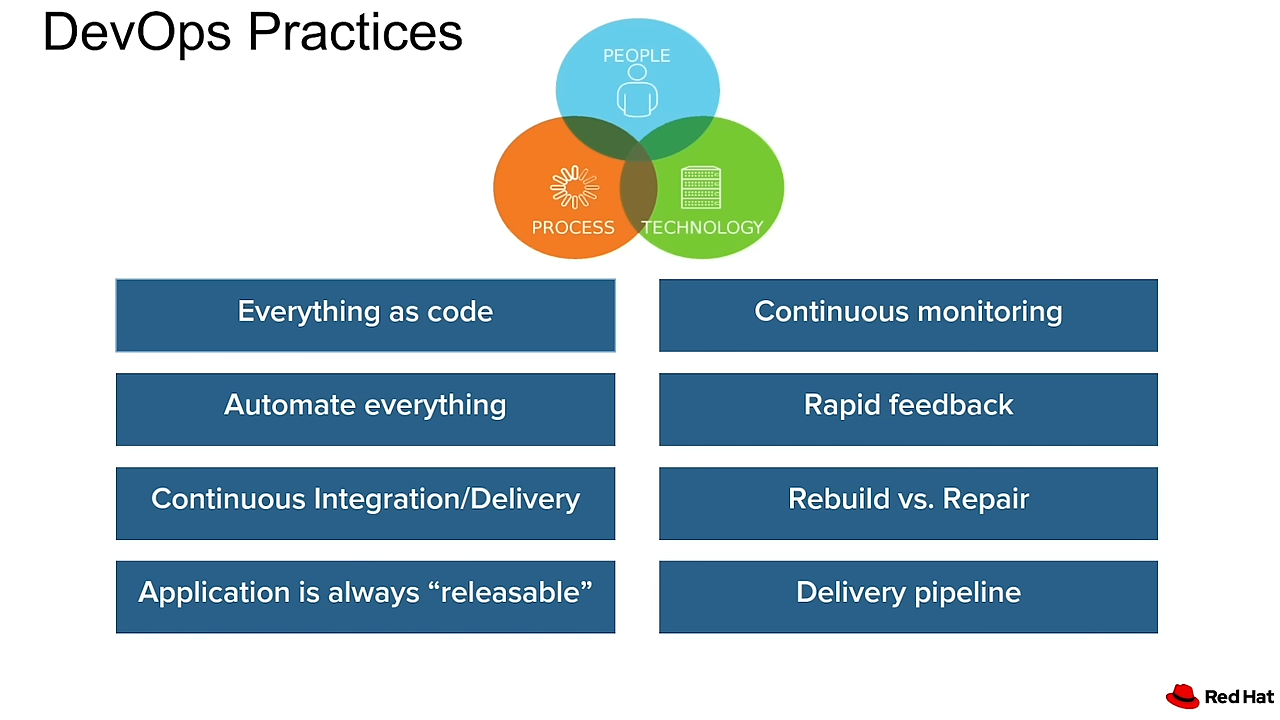 DevOps Practices
PEOPLE
PROCESS
TECHNOLOGY
Everything as code
Continuous monitoring
Automate everything
Rapid feedback
Continuous Integration/Delivery
Rebuild vs. Repair
Application is always “releasable”
Delivery pipeline
Red Hat